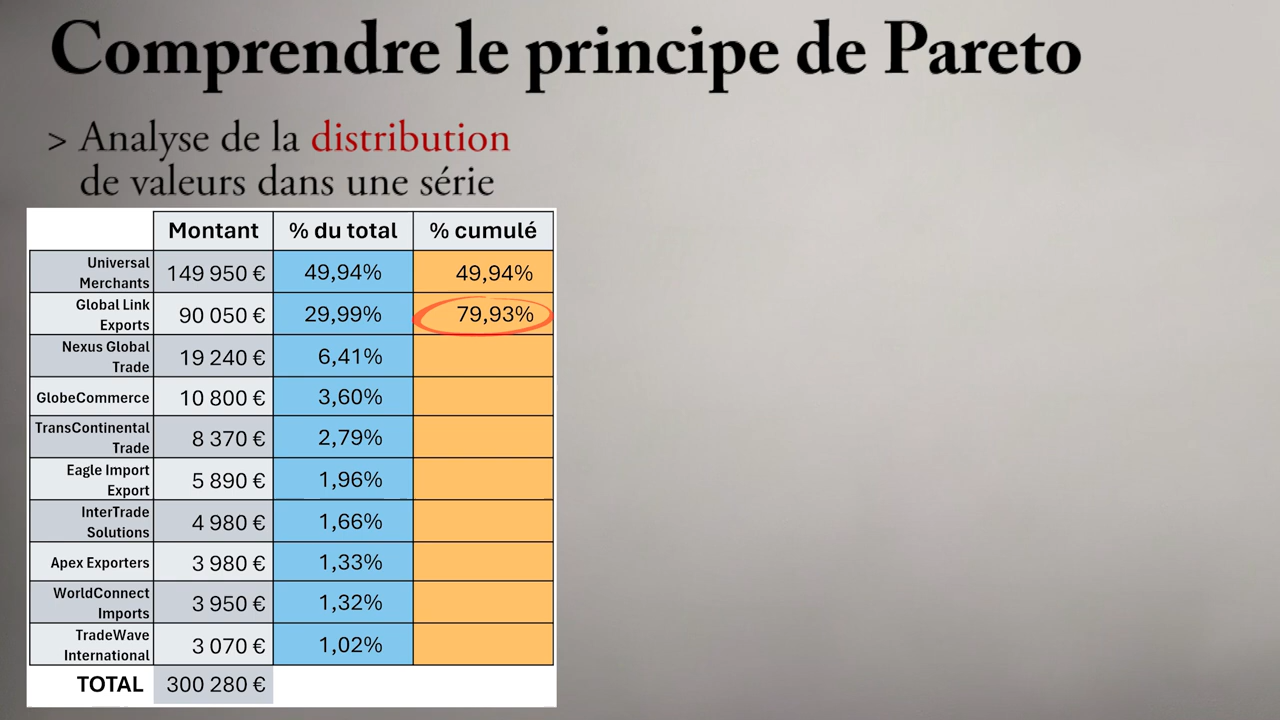 Comprendre le principe de Pareto
> Analyse de la distribution
de valeurs dans une série
Montant % du total % cumulé
Universal
Merchants 149 950 € 49,94% 49,94%
Global Link
Exports 90 050 € 29,99% 79,93%
Nexus Global
Trade 19 240 € 6,41%
GlobeCommerce 10 800 € 3,60%
TransContinental
Trade 8 370 € 2,79%
Eagle Import
Export 5 890 € 1,96%
InterTrade
Solutions 4 980 € 1,66%
Apex Exporters 3 980 € 1,33%
WorldConnect
Imports 3 950 € 1,32%
TradeWave
International 3 070 € 1,02%
TOTAL 300 280 €